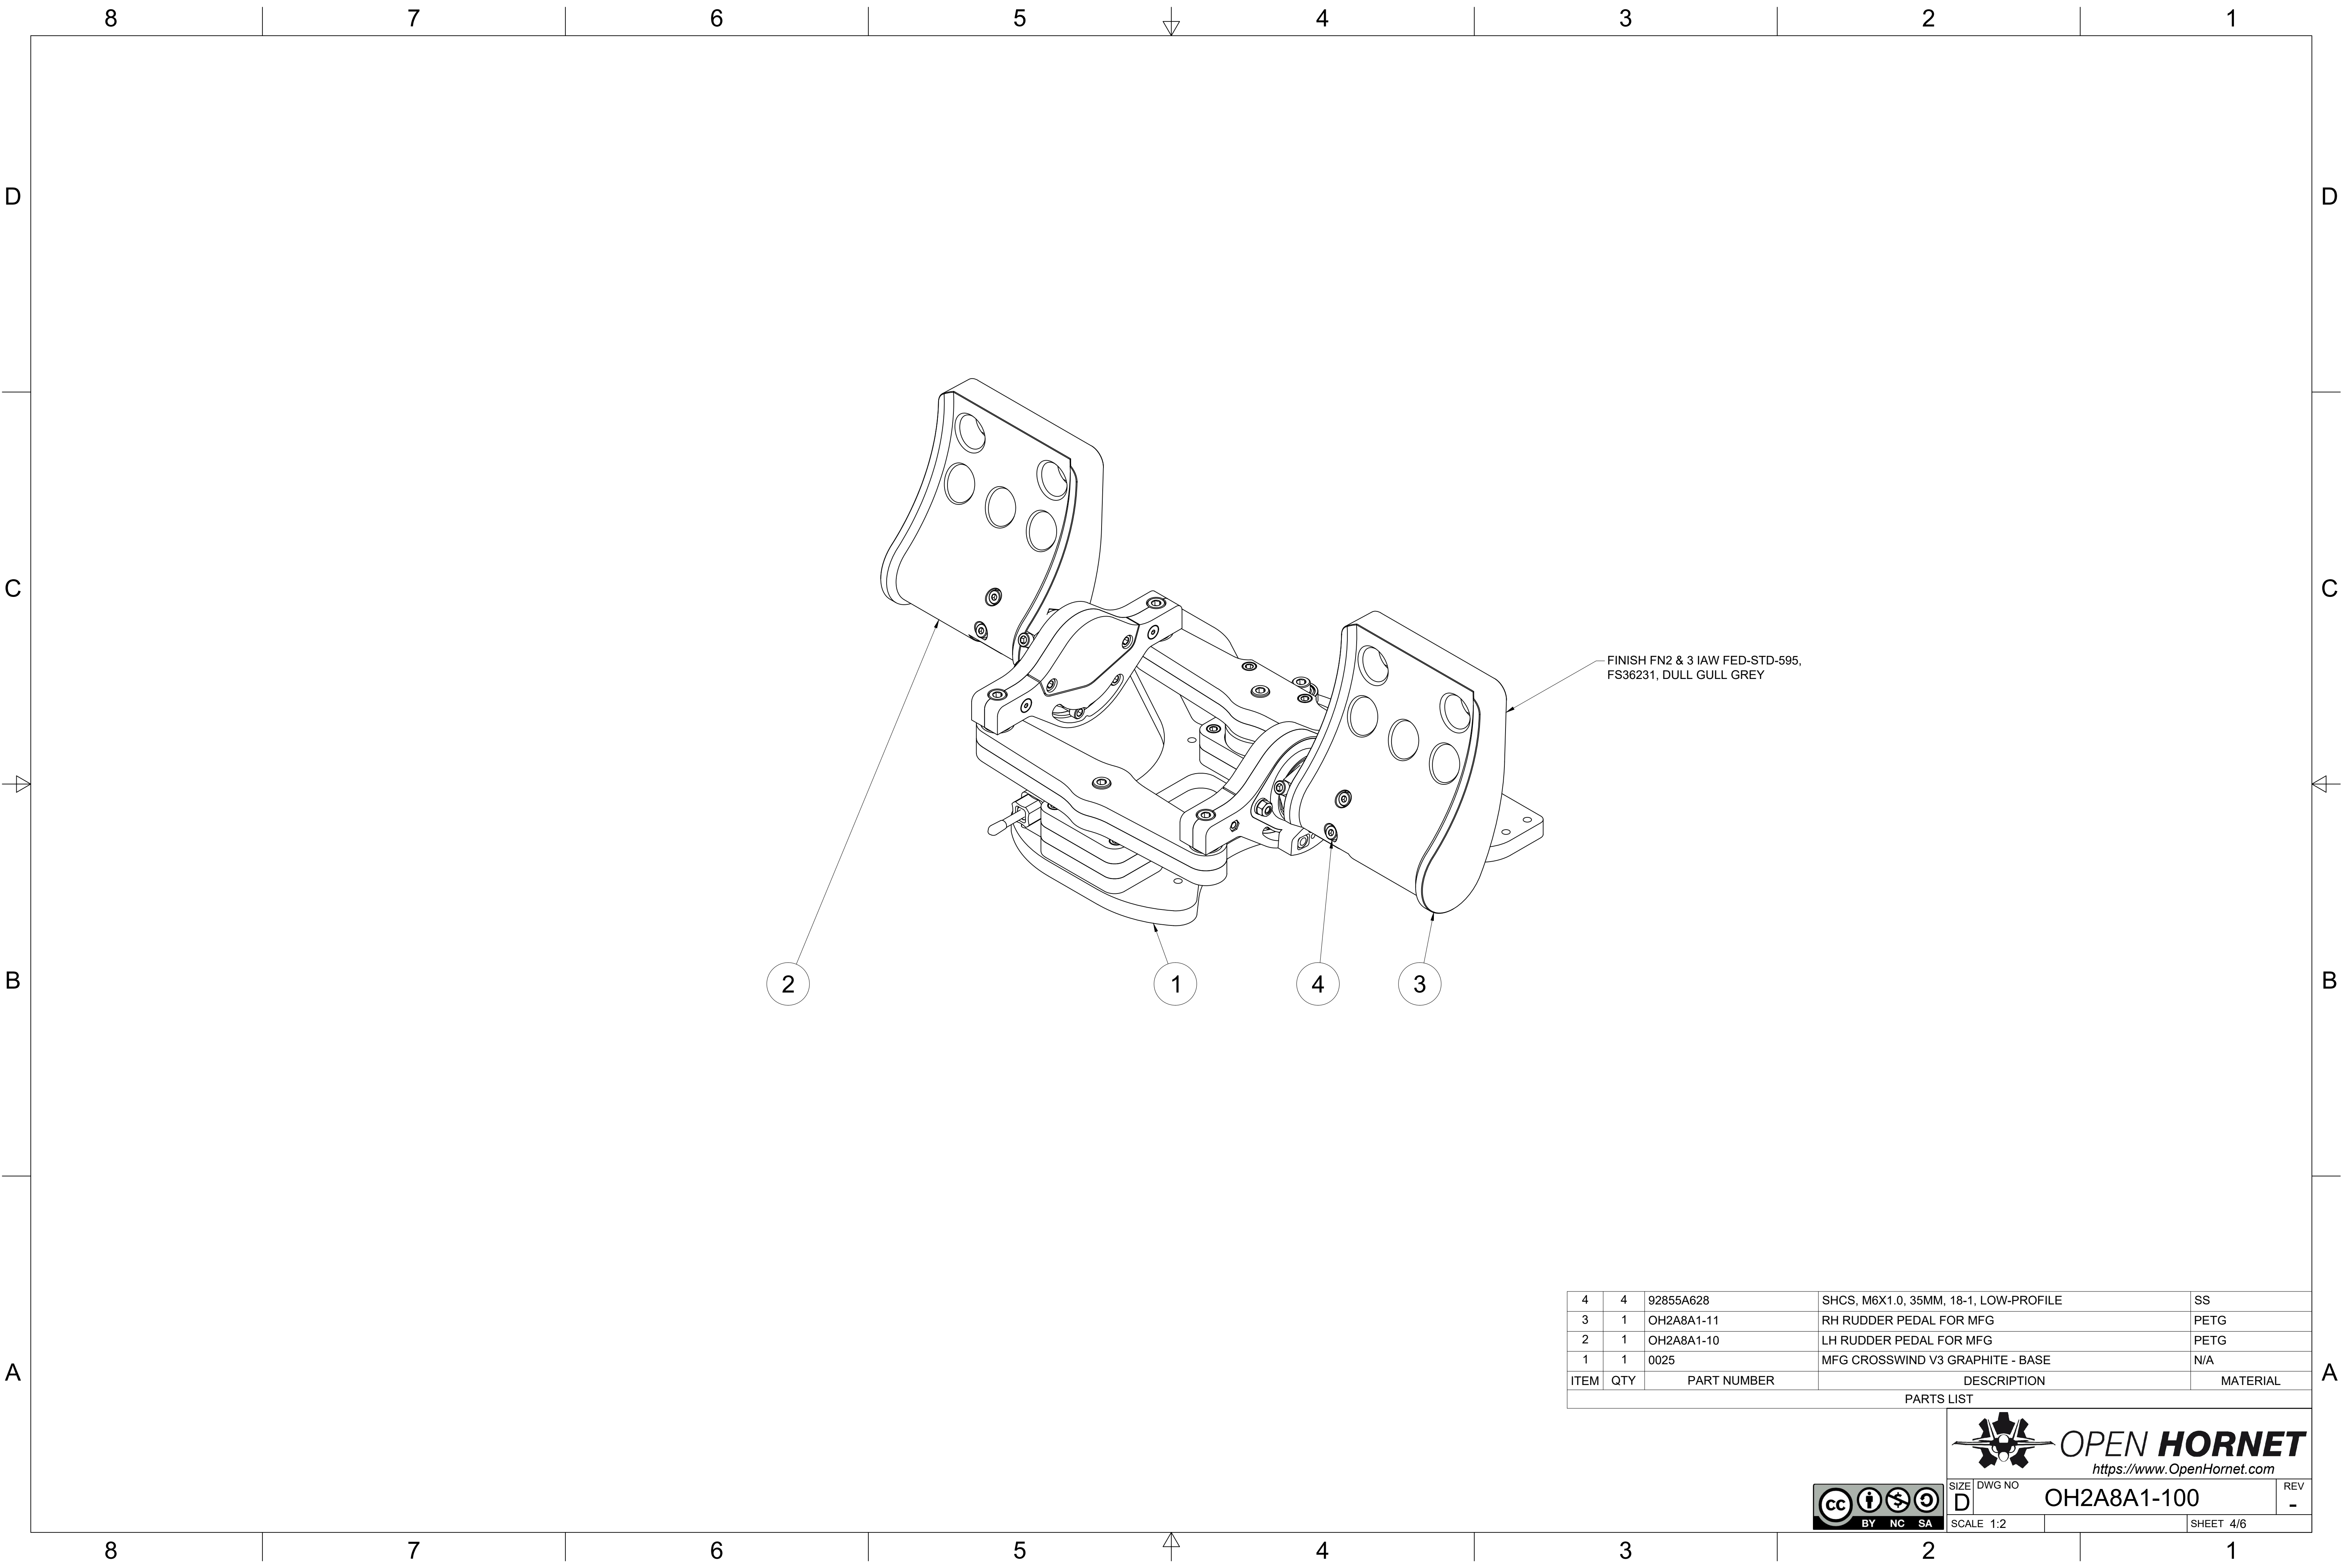 8 7 6 5 4 3 2 1
D D
C C
FINISH FN2 & 3 IAW FED-STD-595,
FS36231, DULL GULL GREY
B B
2 1 4 3
4 4 92855A628 SHCS, M6X1.0, 35MM, 18-1, LOW-PROFILE SS
3 1 OH2A8A1-11 RH RUDDER PEDAL FOR MFG PETG
2 1 OH2A8A1-10 LH RUDDER PEDAL FOR MFG PETG
1 1 0025 MFG CROSSWIND V3 GRAPHITE - BASE N/A
ITEM QTY PART NUMBER DESCRIPTION MATERIAL
PARTS LIST
A A
OPEN HORNET
https://www.OpenHornet.com
SIZE DWG NO REV
D OH2A8A1-100 -
SCALE 1:2 SHEET 4/6
cc
BY NC SA
8 7 6 5 4 3 2 1